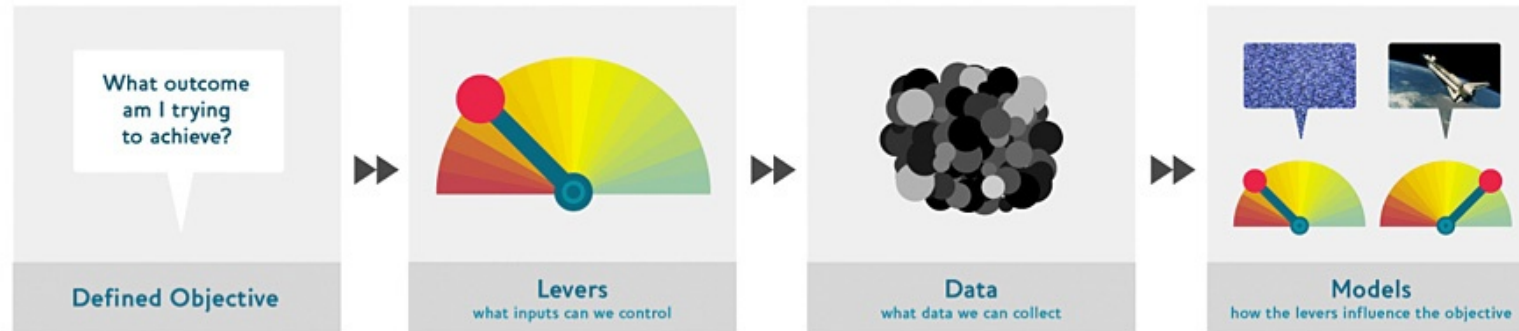 What outcome
am I trying
to achieve?
Defined Objective
Levers
what inputs can we control
Data
what data we can collect
Models
how the levers influence the objective